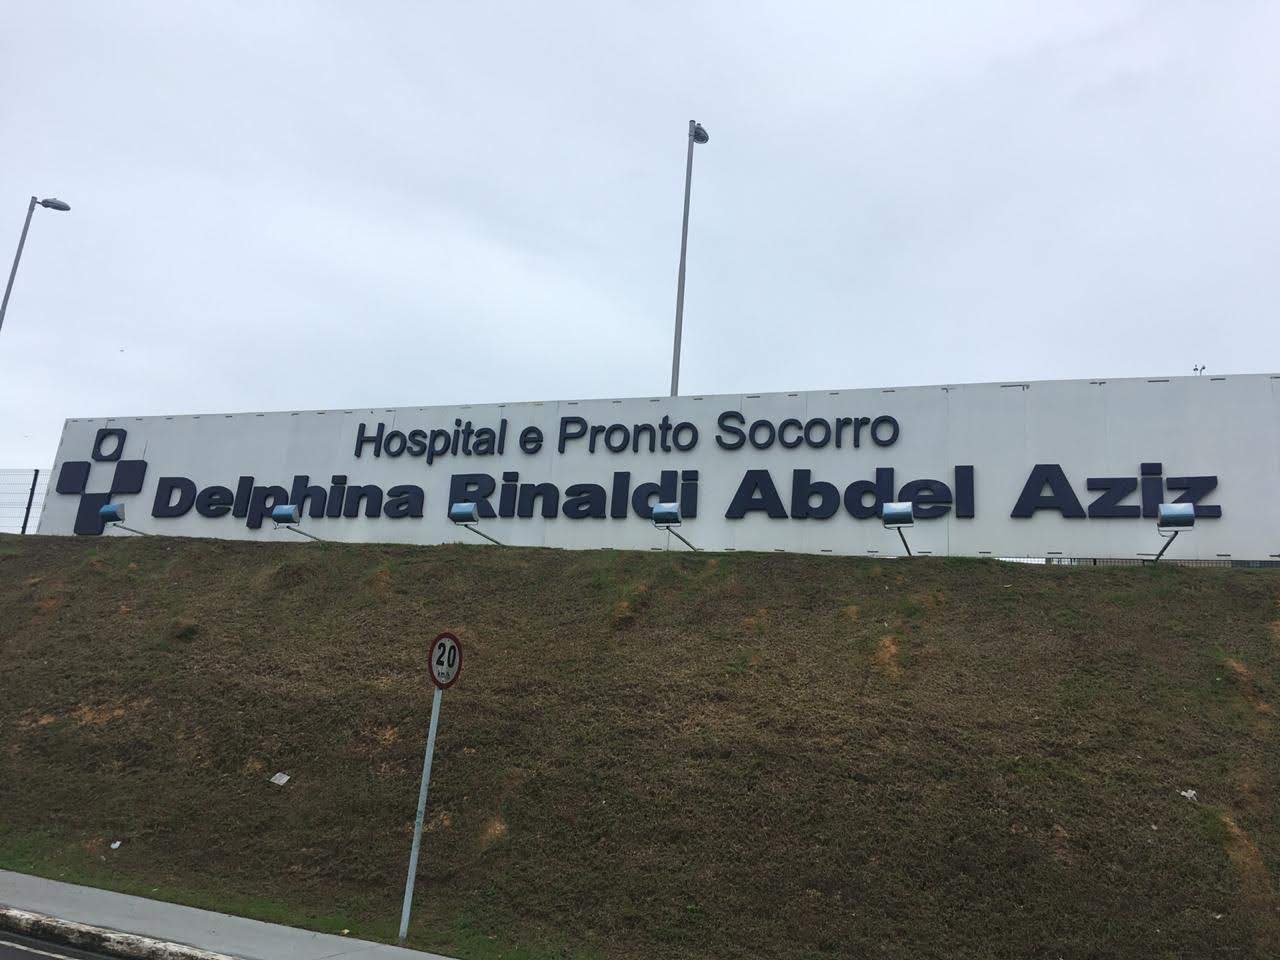 Hospital e Pronto Socorro
Delphina Rinaldi Abdel Aziz
20
km/h